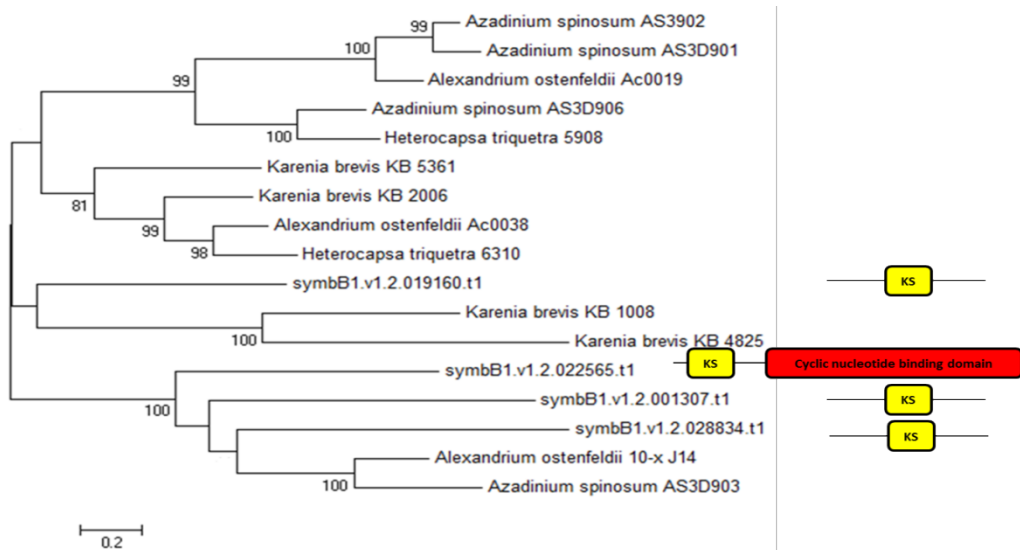 Azadinium spinosum AS3902
99
Azadinium spinosum AS3D901
100
Alexandrium ostenfeldii Ac0019
99
Azadinium spinosum AS3D906
100
Heterocapsa triquetra 5908
Karenia brevis KB 5361
81
Karenia brevis KB 2006
99
Alexandrium ostenfeldii Ac0038
98
Heterocapsa triquetra 6310
symbB1.v1.2.019160.t1
KS
Karenia brevis KB 1008
100
Karenia brevis KB 4825
symbB1.v1.2.022565.t1
KS
Cyclic nucleotide binding domain
100
symbB1.v1.2.001307.t1
KS
symbB1.v1.2.028834.t1
KS
Alexandrium ostenfeldii 10-x J14
100
Azadinium spinosum AS3D903
0.2